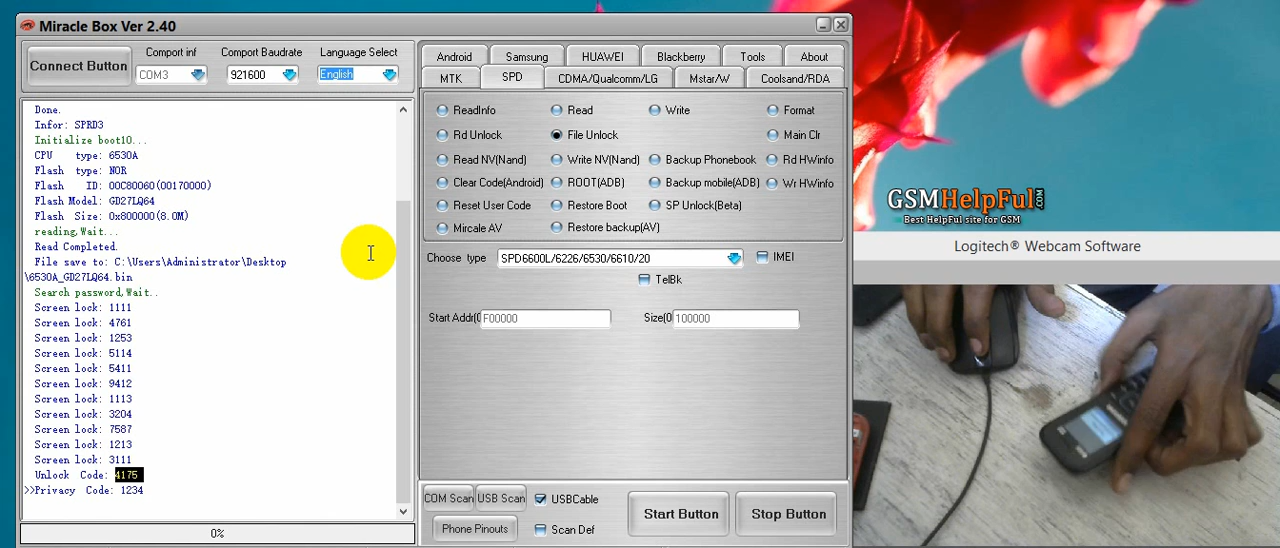 Miracle Box Ver 2.40
Connect Button
Comport inf
Comport Baudrate
Language Select
COM3
921600
English
Done.
Infor: SPRD3
Initialize boot10...
CPU type: 6530A
Flash type: NOR
Flash ID: 00C80060(00170000)
Flash Model: GD27LQ64
Flash Size: 0x800000(8.0M)
reading,Wait...
Read Completed.
File save to: C:\Users\Administrator\Desktop
\6530A_GD27LQ64.bin
Search password,Wait..
Screen lock: 1111
Screen lock: 4761
Screen lock: 1253
Screen lock: 5114
Screen lock: 5411
Screen lock: 9412
Screen lock: 1113
Screen lock: 3204
Screen lock: 7587
Screen lock: 1213
Screen lock: 3111
Unlock Code: 4175
>>Privacy Code: 1234
0%
Android Samsung HUAWEI Blackberry Tools About
MTK SPD CDMA/Qualcomm/LG Mstar/W Coolsand/RDA
ReadInfo Read Write Format
Rd Unlock File Unlock Main Clr
Read NV(Nand) Write NV(Nand) Backup Phonebook Rd HWinfo
Clear Code(Android) ROOT(ADB) Backup mobile(ADB) Wr HWinfo
Reset User Code Restore Boot SP Unlock(Beta)
Mircale AV Restore backup(AV)
Choose type SPD6600L/6226/6530/6610/20 IMEI
TelBk
Start Addr(0 F00000 Size(0 100000
COM Scan USB Scan USBCable
Phone Pinouts Scan Def
Start Button Stop Button
GSMHelpFul.com
Best HelpFul site for GSM
Logitech® Webcam Software